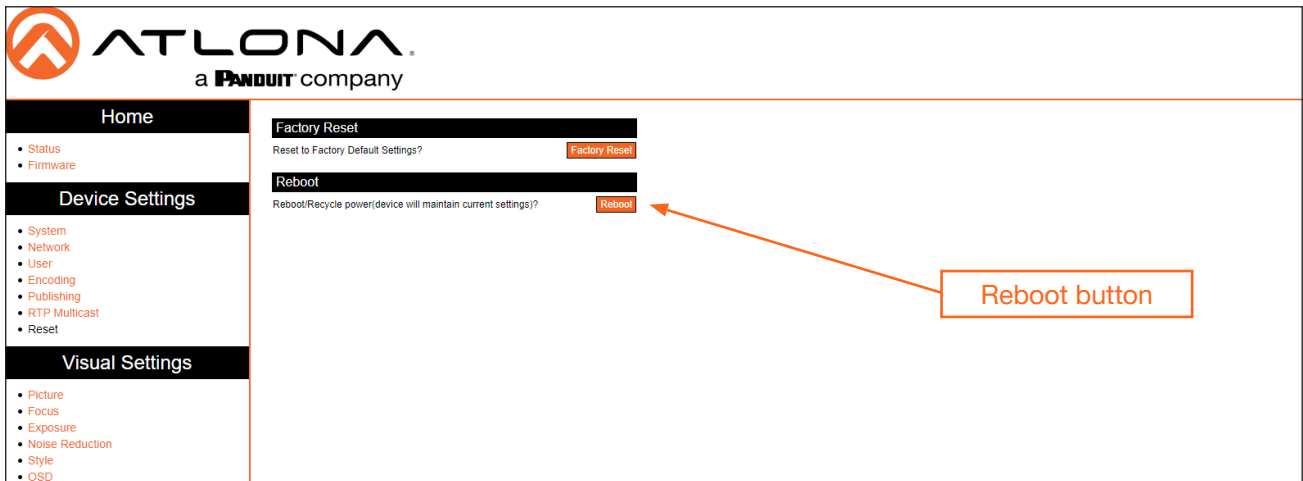 ATLONA®
a PANDUIT™ company
Home
• Status
• Firmware
Device Settings
• System
• Network
• User
• Encoding
• Publishing
• RTP Multicast
• Reset
Visual Settings
• Picture
• Focus
• Exposure
• Noise Reduction
• Style
• OSD
Factory Reset
Reset to Factory Default Settings? Factory Reset
Reboot
Reboot/Recycle power(device will maintain current settings)? Reboot
Reboot button